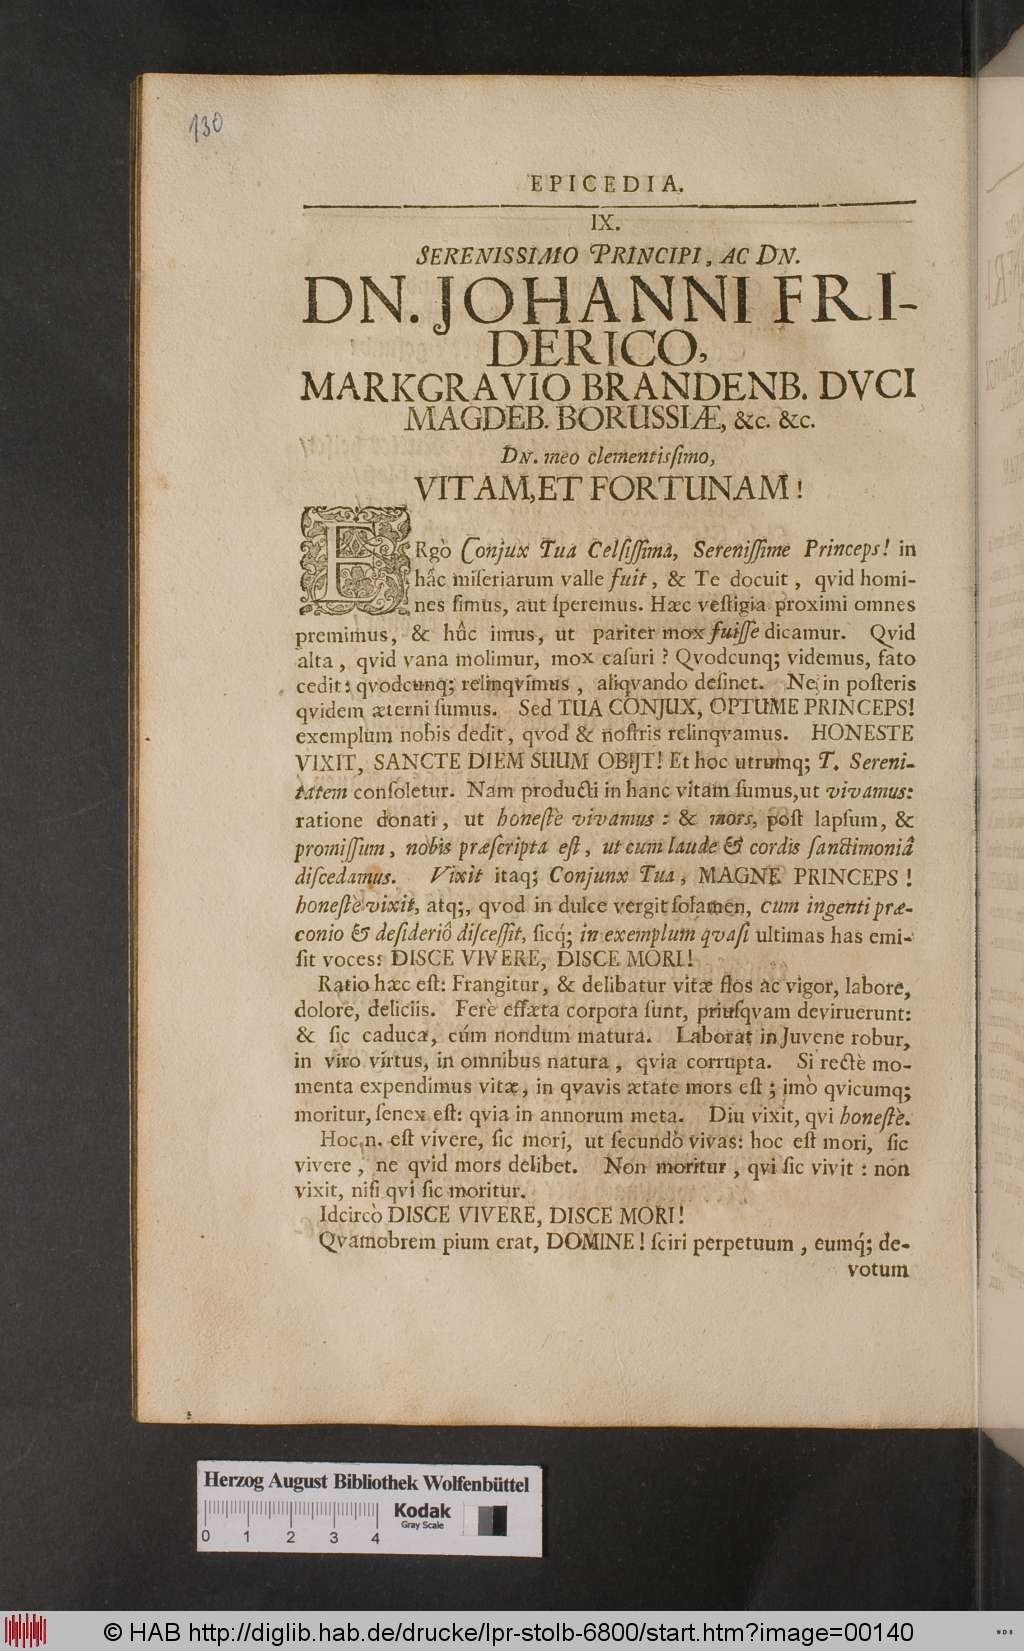 130
EPICEDIA.
IX.
SERENISSIMO PRINCIPI, AC DN.
DN. JOHANNI FRI-
DERICO,
MARKGRAVIO BRANDENB. DVCI
MAGDEB. BORUSSIÆ, &c. &c.
DN. meo clementisſimo,
VITAM, ET FORTUNAM!
ERgò Conjux Tua Celſiſſima, Sereniſſime Princeps! in
hâc miſeriarum valle fuit, & Te docuit, qvid homi-
nes ſimus, aut ſperemus. Hæc veſtigia proximi omnes
premimus, & hûc imus, ut pariter mox fuiſſe dicamur. Qvid
alta, qvid vana molimur, mox caſuri? Qvodcunq; videmus, fato
cedit: qvodcunq; relinqvimus, aliqvando deſinet. Ne in poſteris
qvidem æterni ſumus. Sed TUA CONJUX, OPTUME PRINCEPS!
exemplum nobis dedit, qvod & noſtris relinqvamus. HONESTE
VIXIT, SANCTE DIEM SUUM OBIJT! Et hoc utrumq; T. Sereni-
tatem conſoletur. Nam producti in hanc vitam ſumus, ut vivamus:
ratione donati, ut honeſtè vivamus: & mors, poſt lapſum, &
promiſſum, nobis præſcripta eſt, ut cum laude & cordis ſanctimoniâ
diſcedamus. Vixit itaq; Conjunx Tua, MAGNE PRINCEPS!
honeſtè vixit, atq;, qvod in dulce vergit ſolamen, cum ingenti præ-
conio & deſideriô diſceſſit, ſicq́; in exemplum qvaſi ultimas has emi-
ſit voces: DISCE VIVERE, DISCE MORI!
Ratio hæc eſt: Frangitur, & delibatur vitæ flos ac vigor, labore,
dolore, deliciis. Ferè effæta corpora ſunt, priuſqvam deviruerunt:
& ſic caduca, cúm nondum matura. Laborat in Juvene robur,
in viro virtus, in omnibus natura, qvia corrupta. Si rectè mo-
menta expendimus vitæ, in qvavis ætate mors eſt; imò qvicumq;
moritur, ſenex eſt: qvia in annorum meta. Diu vixit, qvi honeſtè.
Hoc.n. eſt vivere, ſic mori, ut ſecundò vivas: hoc eſt mori, ſic
vivere, ne qvid mors delibet. Non moritur, qvi ſic vivit: non
vixit, niſi qvi ſic moritur.
Idcircò DISCE VIVERE, DISCE MORI!
Qvamobrem pium erat, DOMINE! ſciri perpetuum, eumq́; de-
votum
Herzog August Bibliothek Wolfenbüttel
0 1 2 3 4
Kodak
Gray Scale
© HAB http://diglib.hab.de/drucke/lpr-stolb-6800/start.htm?image=00140